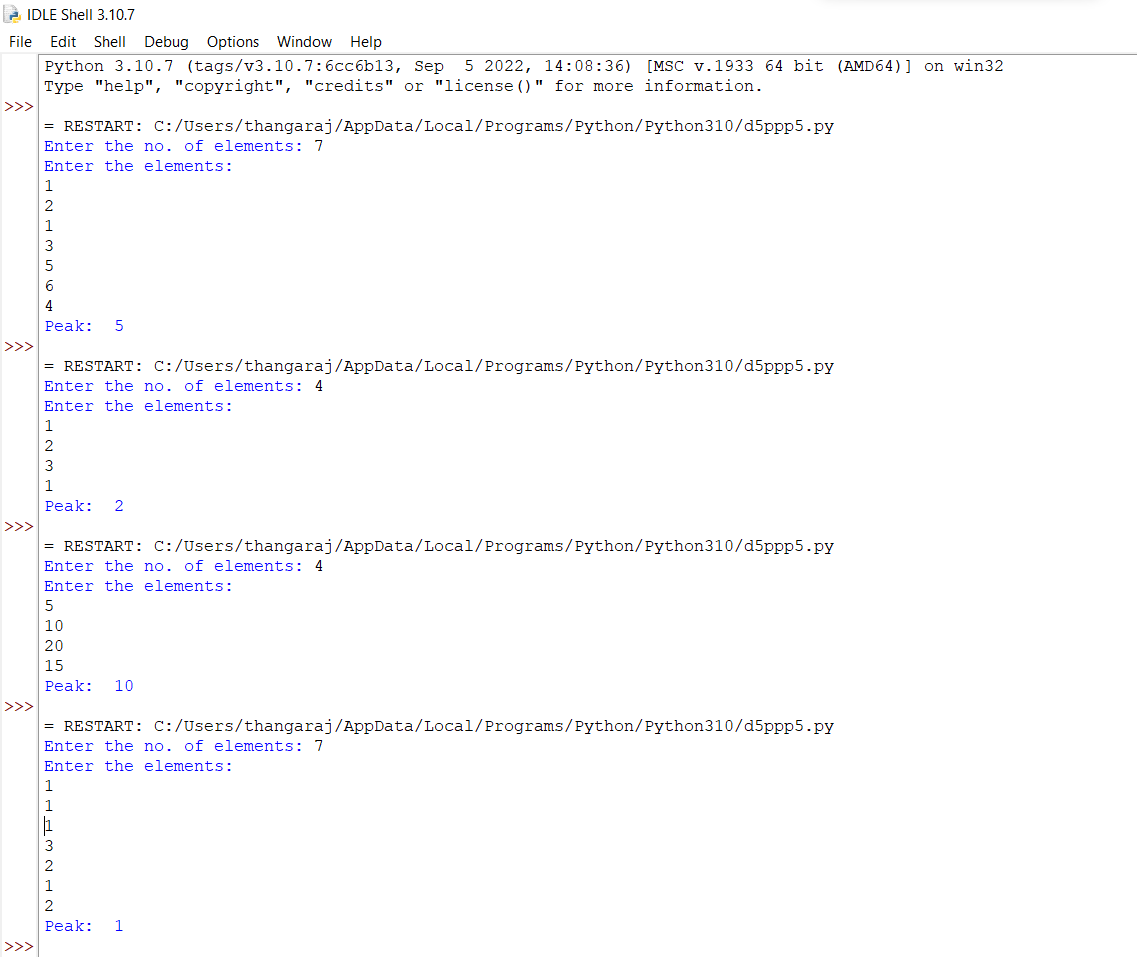 IDLE Shell 3.10.7
File Edit Shell Debug Options Window Help
Python 3.10.7 (tags/v3.10.7:6cc6b13, Sep  5 2022, 14:08:36) [MSC v.1933 64 bit (AMD64)] on win32
Type "help", "copyright", "credits" or "license()" for more information.
>>>
= RESTART: C:/Users/thangaraj/AppData/Local/Programs/Python/Python310/d5ppp5.py
Enter the no. of elements: 7
Enter the elements:
1
2
1
3
5
6
4
Peak:  5
>>>
= RESTART: C:/Users/thangaraj/AppData/Local/Programs/Python/Python310/d5ppp5.py
Enter the no. of elements: 4
Enter the elements:
1
2
3
1
Peak:  2
>>>
= RESTART: C:/Users/thangaraj/AppData/Local/Programs/Python/Python310/d5ppp5.py
Enter the no. of elements: 4
Enter the elements:
5
10
20
15
Peak:  10
>>>
= RESTART: C:/Users/thangaraj/AppData/Local/Programs/Python/Python310/d5ppp5.py
Enter the no. of elements: 7
Enter the elements:
1
1
1
3
2
1
2
Peak:  1
>>>